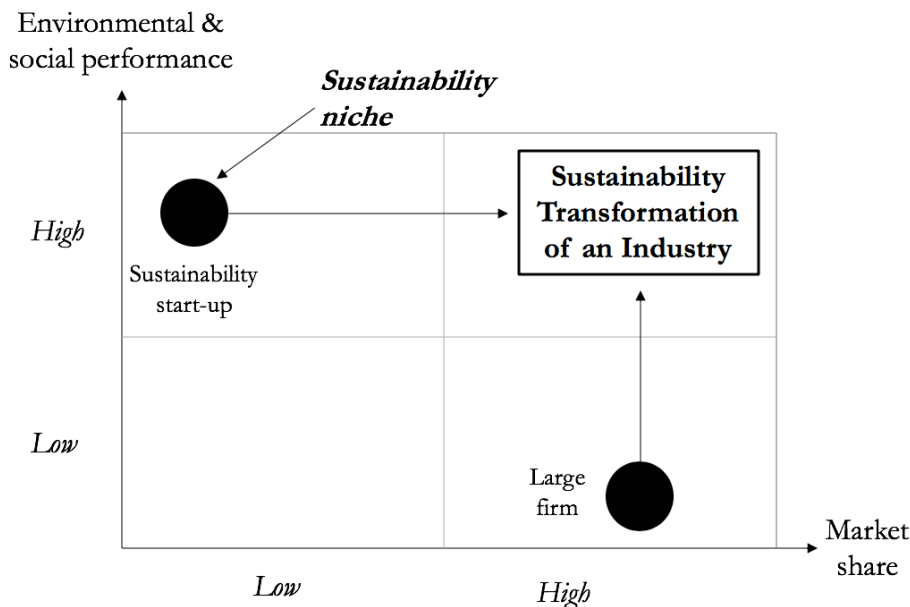 Environmental &
social performance
Sustainability
niche
Sustainability
Transformation
of an Industry
High
Sustainability
start-up
Low
Large
firm
Market
share
Low
High